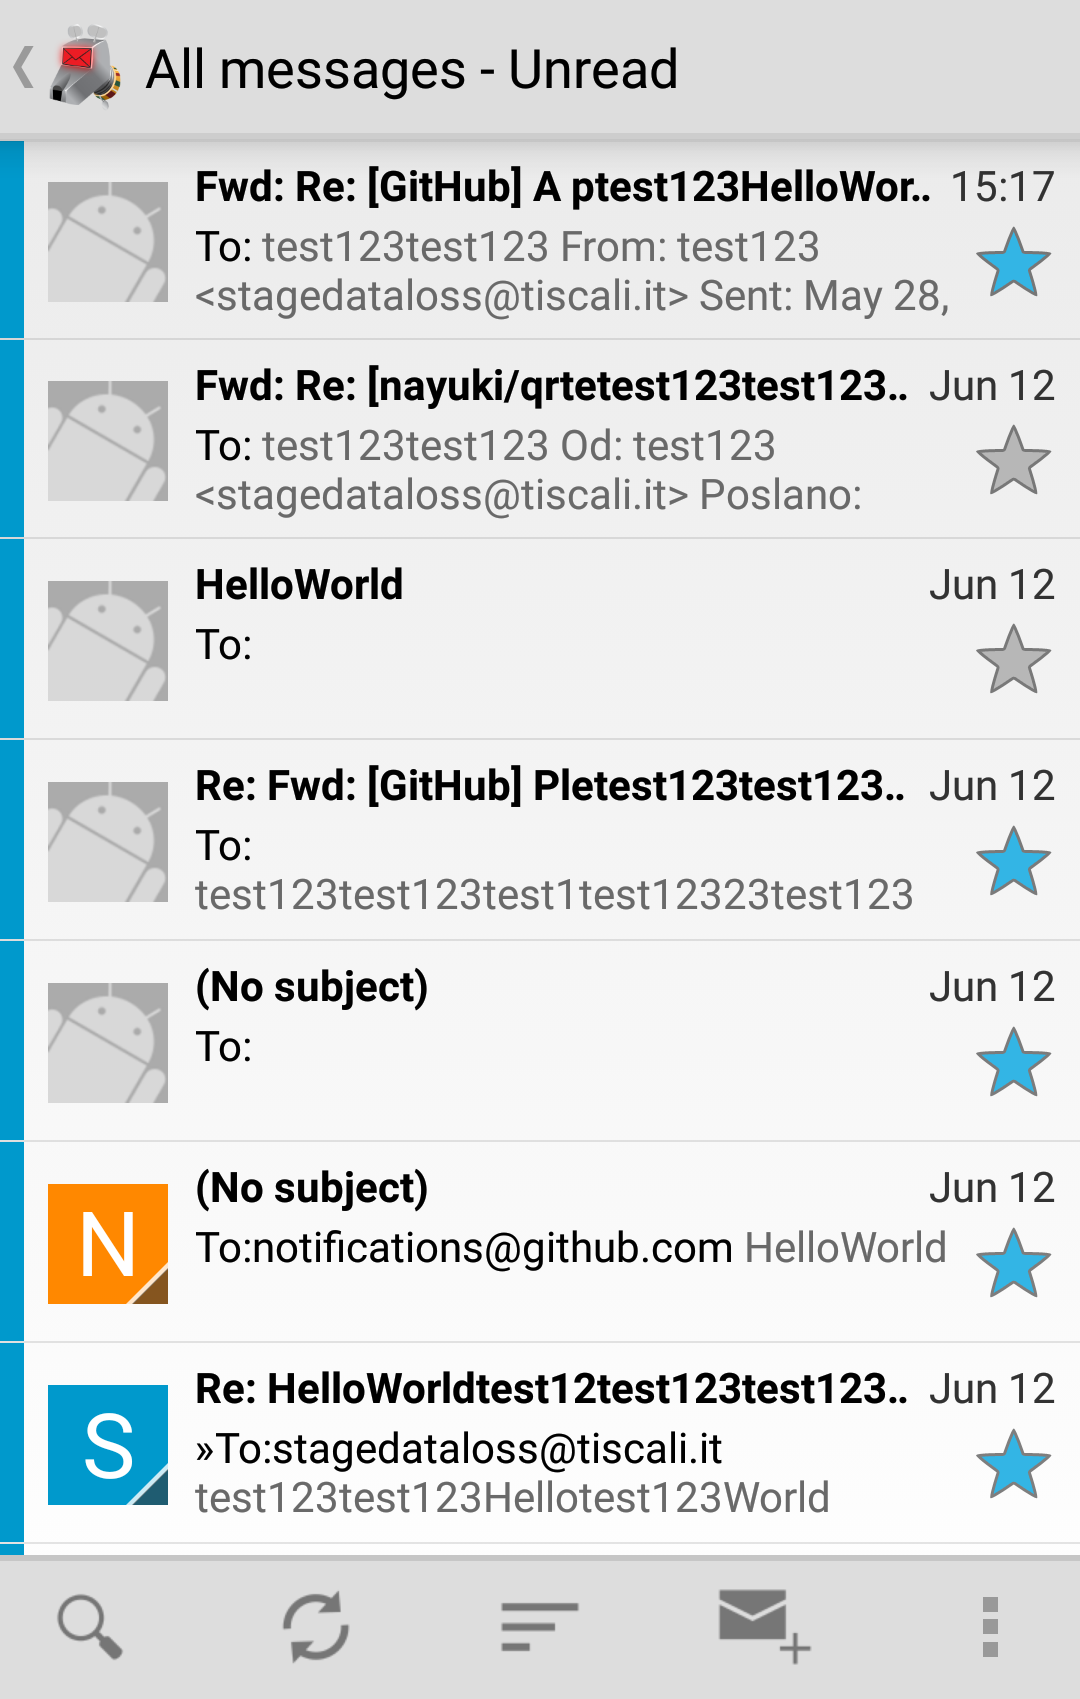 All messages - Unread
Fwd: Re: [GitHub] A ptest123HelloWor.. 15:17
To: test123test123 From: test123
<stagedataloss@tiscali.it> Sent: May 28,
Fwd: Re: [nayuki/qrtetest123test123.. Jun 12
To: test123test123 Od: test123
<stagedataloss@tiscali.it> Poslano:
HelloWorld Jun 12
To:
Re: Fwd: [GitHub] Pletest123test123.. Jun 12
To:
test123test123test1test12323test123
(No subject) Jun 12
To:
(No subject) Jun 12
N
To:notifications@github.com HelloWorld
Re: HelloWorldtest12test123test123.. Jun 12
S
»To:stagedataloss@tiscali.it
test123test123Hellotest123World